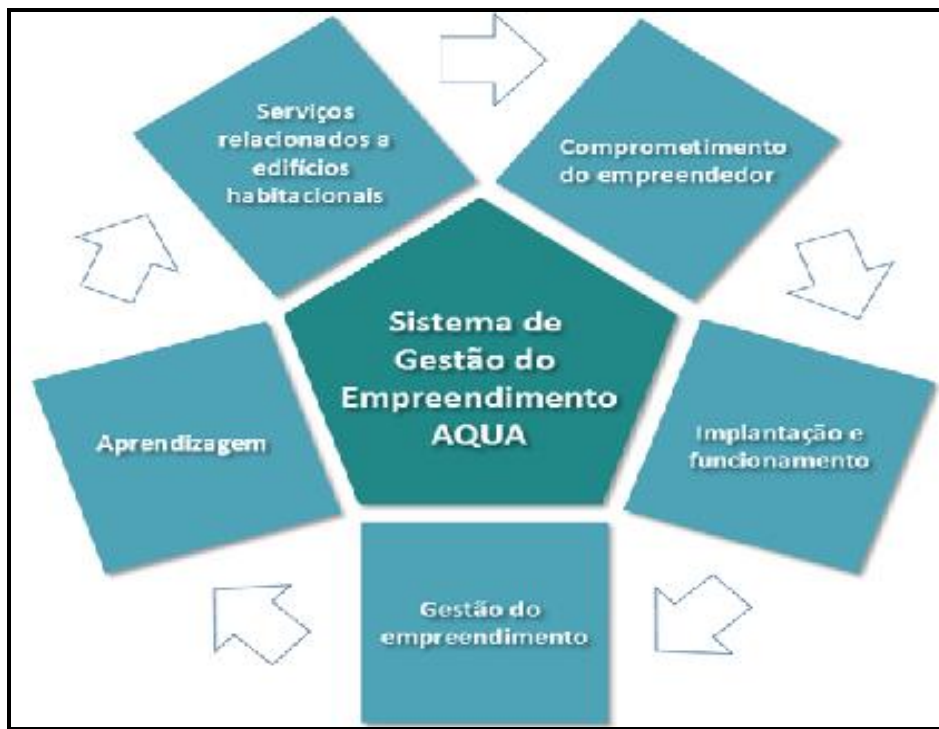 Serviços
relacionados a
edifícios
habitacionais
Comprometimento
do empreendedor
Sistema de
Gestão do
Empreendimento
AQUA
Implantação e
funcionamento
Aprendizagem
Gestão do
empreendimento